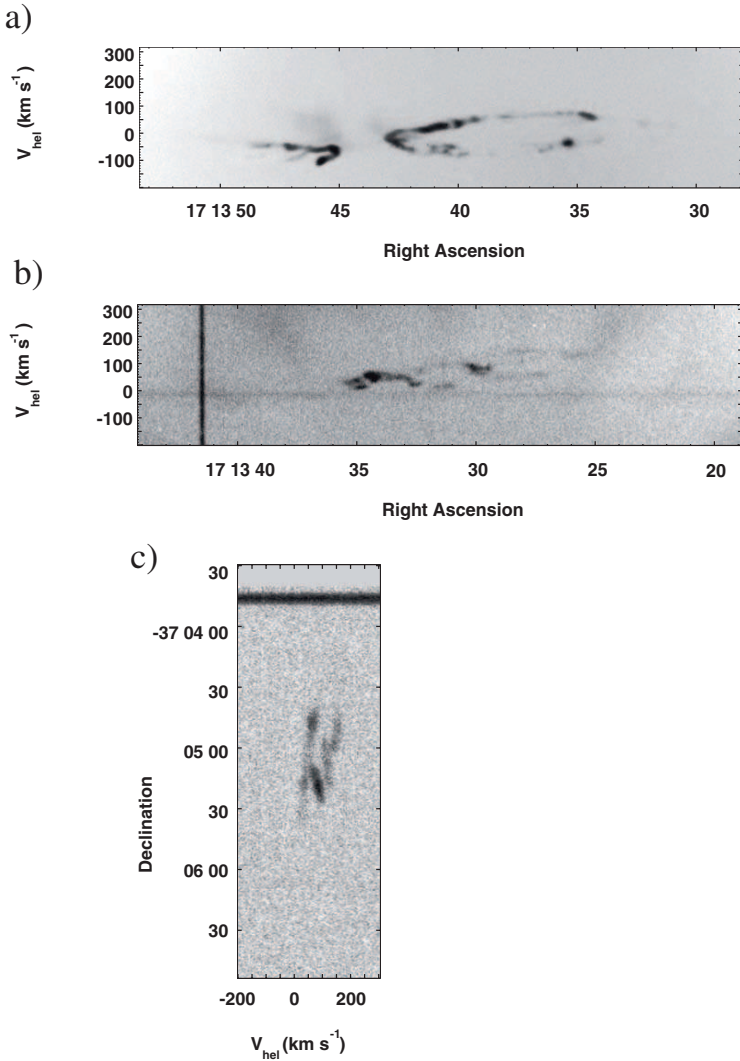 a)
300
200
100
0
-100
V_hel (km s⁻¹)
17 13 50 45 40 35 30
Right Ascension
b)
300
200
100
0
-100
V_hel (km s⁻¹)
17 13 40 35 30 25 20
Right Ascension
c)
30
-37 04 00
30
05 00
30
06 00
30
Declination
-200 0 200
V_hel (km s⁻¹)